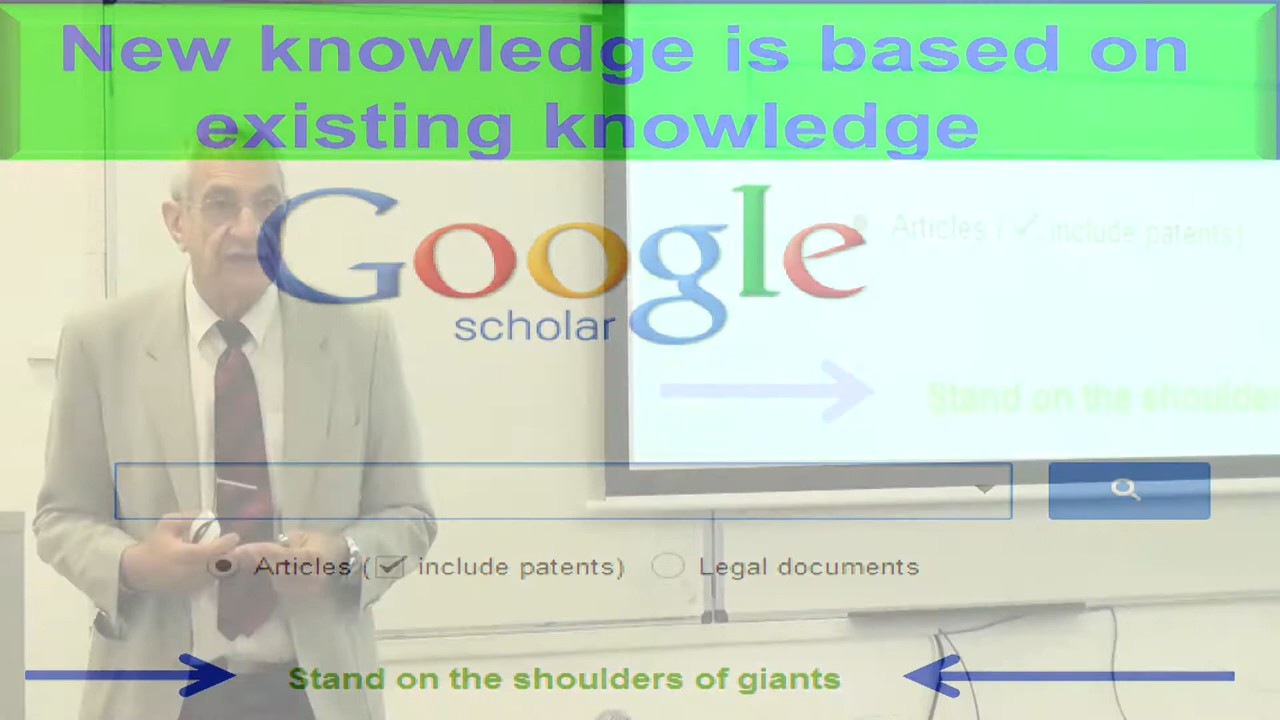 New knowledge is based on
existing knowledge
Google
scholar
Articles ( include patents)
Stand on the shoulder
Articles ( include patents) Legal documents
Stand on the shoulders of giants